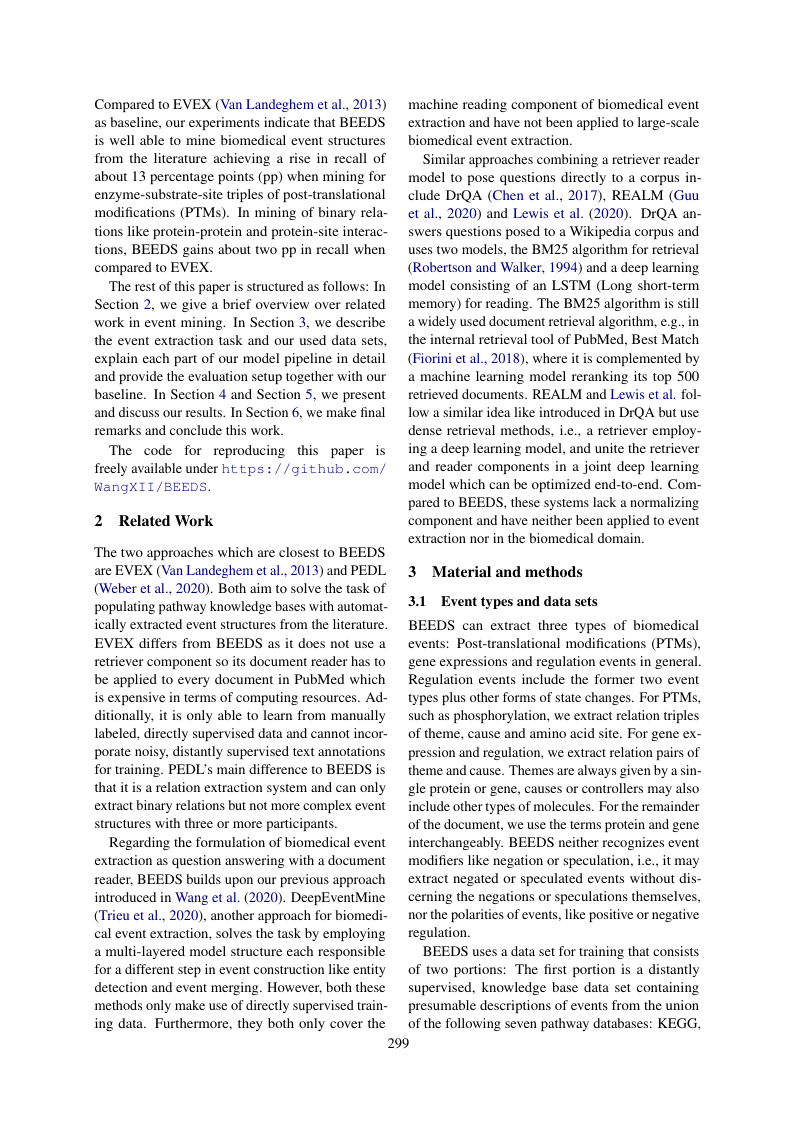 Compared to EVEX (Van Landeghem et al., 2013)
as baseline, our experiments indicate that BEEDS
is well able to mine biomedical event structures
from the literature achieving a rise in recall of
about 13 percentage points (pp) when mining for
enzyme-substrate-site triples of post-translational
modifications (PTMs). In mining of binary rela-
tions like protein-protein and protein-site interac-
tions, BEEDS gains about two pp in recall when
compared to EVEX.
The rest of this paper is structured as follows: In
Section 2, we give a brief overview over related
work in event mining. In Section 3, we describe
the event extraction task and our used data sets,
explain each part of our model pipeline in detail
and provide the evaluation setup together with our
baseline. In Section 4 and Section 5, we present
and discuss our results. In Section 6, we make final
remarks and conclude this work.
The code for reproducing this paper is
freely available under https://github.com/
WangXII/BEEDS.
2 Related Work
The two approaches which are closest to BEEDS
are EVEX (Van Landeghem et al., 2013) and PEDL
(Weber et al., 2020). Both aim to solve the task of
populating pathway knowledge bases with automat-
ically extracted event structures from the literature.
EVEX differs from BEEDS as it does not use a
retriever component so its document reader has to
be applied to every document in PubMed which
is expensive in terms of computing resources. Ad-
ditionally, it is only able to learn from manually
labeled, directly supervised data and cannot incor-
porate noisy, distantly supervised text annotations
for training. PEDL's main difference to BEEDS is
that it is a relation extraction system and can only
extract binary relations but not more complex event
structures with three or more participants.
Regarding the formulation of biomedical event
extraction as question answering with a document
reader, BEEDS builds upon our previous approach
introduced in Wang et al. (2020). DeepEventMine
(Trieu et al., 2020), another approach for biomedi-
cal event extraction, solves the task by employing
a multi-layered model structure each responsible
for a different step in event construction like entity
detection and event merging. However, both these
methods only make use of directly supervised train-
ing data. Furthermore, they both only cover the
machine reading component of biomedical event
extraction and have not been applied to large-scale
biomedical event extraction.
Similar approaches combining a retriever reader
model to pose questions directly to a corpus in-
clude DrQA (Chen et al., 2017), REALM (Guu
et al., 2020) and Lewis et al. (2020). DrQA an-
swers questions posed to a Wikipedia corpus and
uses two models, the BM25 algorithm for retrieval
(Robertson and Walker, 1994) and a deep learning
model consisting of an LSTM (Long short-term
memory) for reading. The BM25 algorithm is still
a widely used document retrieval algorithm, e.g., in
the internal retrieval tool of PubMed, Best Match
(Fiorini et al., 2018), where it is complemented by
a machine learning model reranking its top 500
retrieved documents. REALM and Lewis et al. fol-
low a similar idea like introduced in DrQA but use
dense retrieval methods, i.e., a retriever employ-
ing a deep learning model, and unite the retriever
and reader components in a joint deep learning
model which can be optimized end-to-end. Com-
pared to BEEDS, these systems lack a normalizing
component and have neither been applied to event
extraction nor in the biomedical domain.
3 Material and methods
3.1 Event types and data sets
BEEDS can extract three types of biomedical
events: Post-translational modifications (PTMs),
gene expressions and regulation events in general.
Regulation events include the former two event
types plus other forms of state changes. For PTMs,
such as phosphorylation, we extract relation triples
of theme, cause and amino acid site. For gene ex-
pression and regulation, we extract relation pairs of
theme and cause. Themes are always given by a sin-
gle protein or gene, causes or controllers may also
include other types of molecules. For the remainder
of the document, we use the terms protein and gene
interchangeably. BEEDS neither recognizes event
modifiers like negation or speculation, i.e., it may
extract negated or speculated events without dis-
cerning the negations or speculations themselves,
nor the polarities of events, like positive or negative
regulation.
BEEDS uses a data set for training that consists
of two portions: The first portion is a distantly
supervised, knowledge base data set containing
presumable descriptions of events from the union
of the following seven pathway databases: KEGG,
299